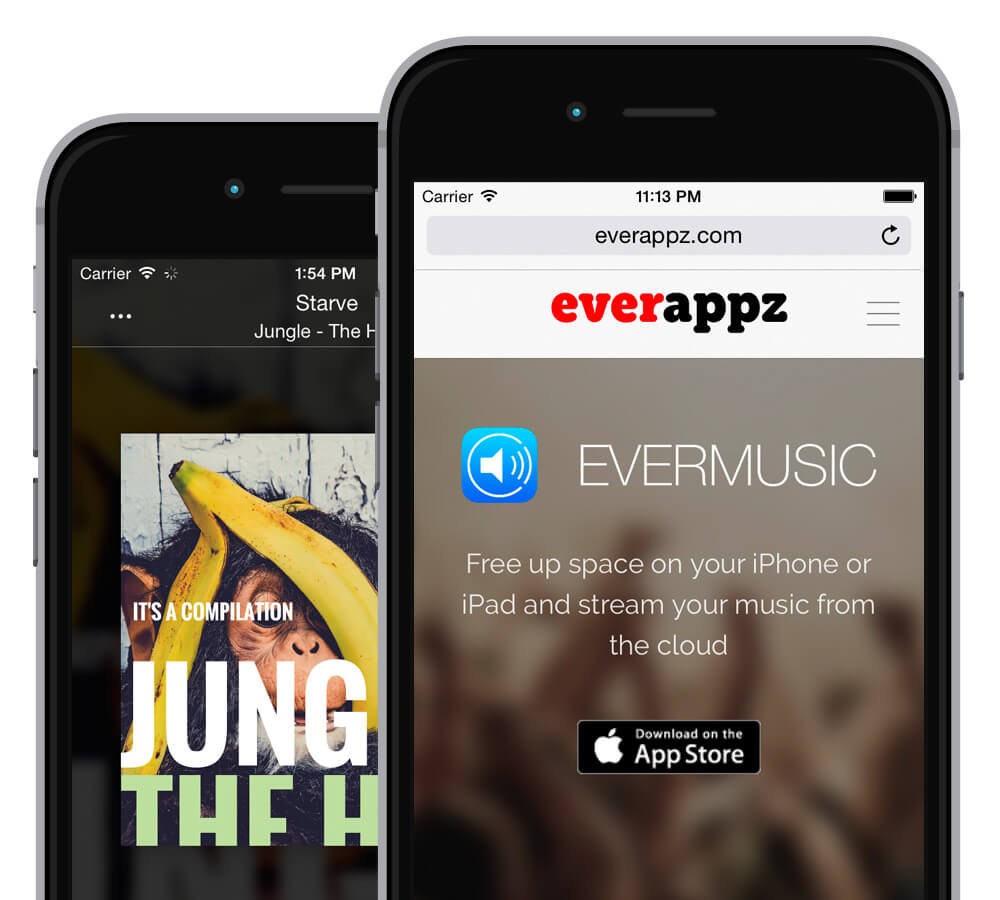 Carrier
1:54 PM
Starve
Jungle - The H
IT'S A COMPILATION
JUNG
THE H
Carrier
11:13 PM
everappz.com
everappz
EVERMUSIC
Free up space on your iPhone or
iPad and stream your music from
the cloud
Download on the
App Store